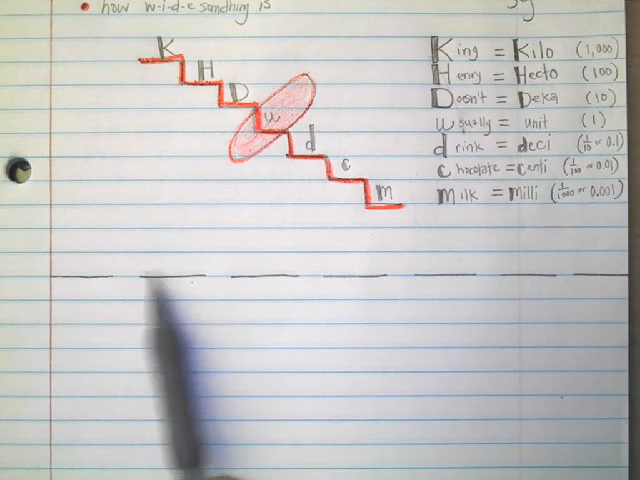 how w-i-d-e something is
K
H
D
u
d
c
m
King = Kilo (1,000)
Henry = Hecto (100)
Doesn't = Deka (10)
usually = unit (1)
drink = deci (1/10 or 0.1)
chocolate = centi (1/100 or 0.01)
milk = milli (1/1000 or 0.001)